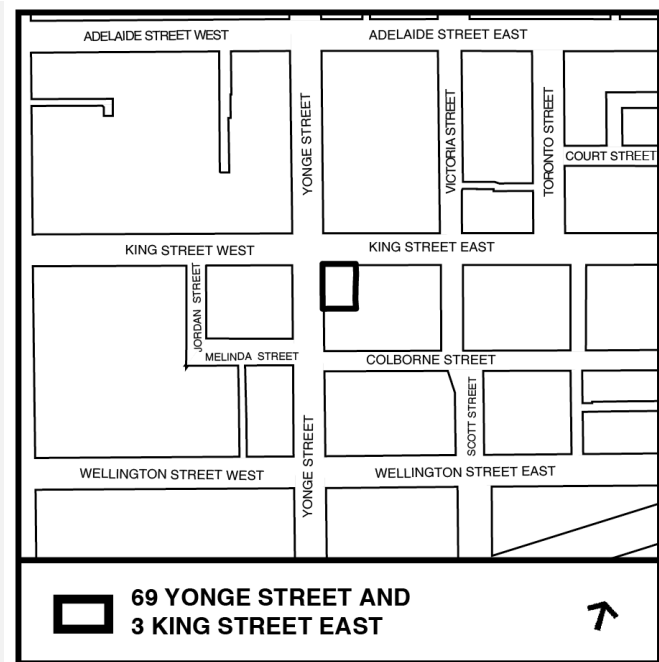 ADELAIDE STREET WEST
ADELAIDE STREET EAST
YONGE STREET
VICTORIA STREET
TORONTO STREET
COURT STREET
KING STREET WEST
KING STREET EAST
JORDAN STREET
MELINDA STREET
COLBORNE STREET
SCOTT STREET
YONGE STREET
WELLINGTON STREET WEST
WELLINGTON STREET EAST
69 YONGE STREET AND
3 KING STREET EAST